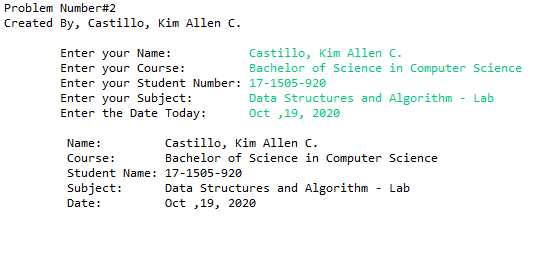 Problem Number#2
Created By, Castillo, Kim Allen C.
Enter your Name: Castillo, Kim Allen C.
Enter your Course: Bachelor of Science in Computer Science
Enter your Student Number: 17-1505-920
Enter your Subject: Data Structures and Algorithm - Lab
Enter the Date Today: Oct ,19, 2020
Name: Castillo, Kim Allen C.
Course: Bachelor of Science in Computer Science
Student Name: 17-1505-920
Subject: Data Structures and Algorithm - Lab
Date: Oct ,19, 2020